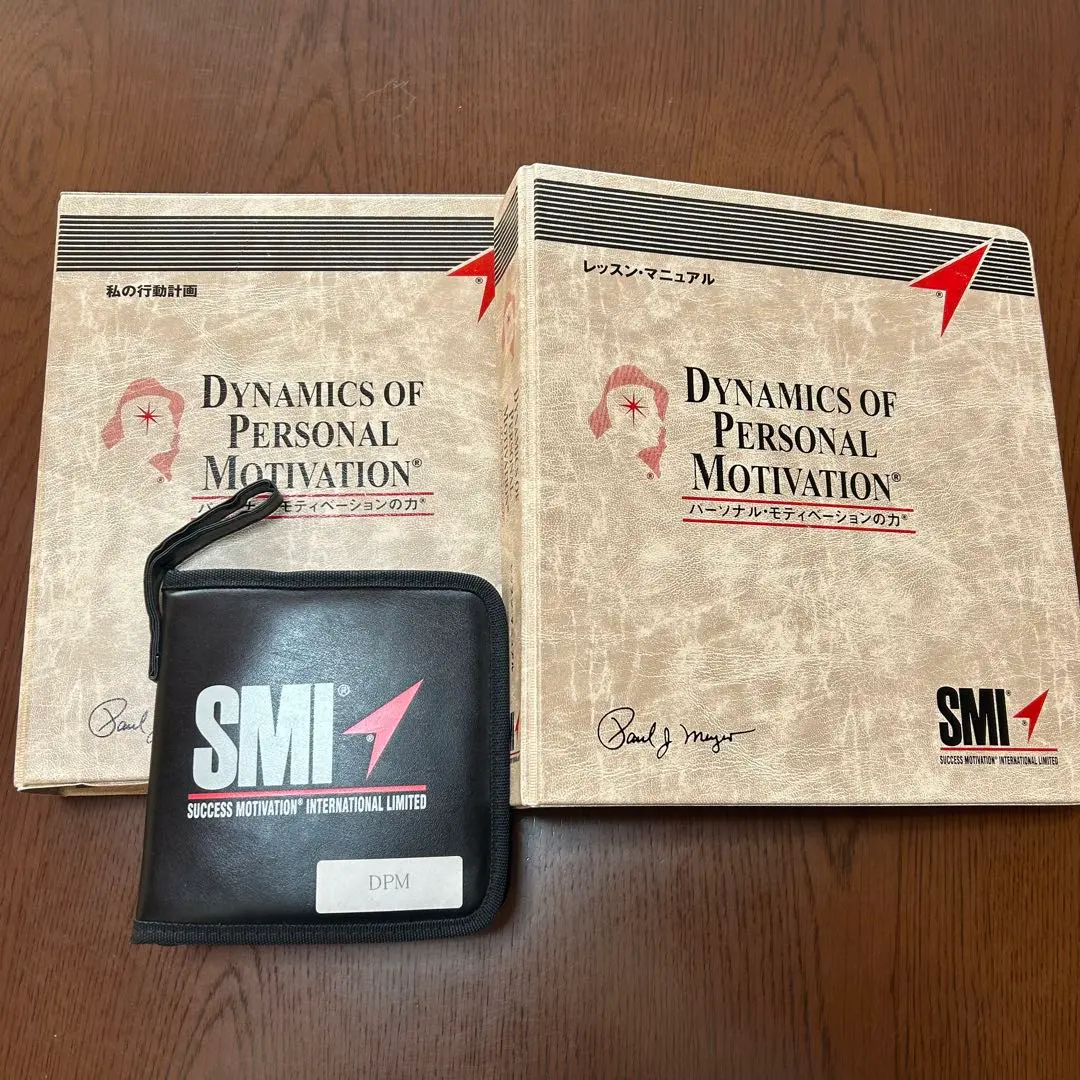 私の行動計画
®
DYNAMICS OF
PERSONAL
MOTIVATION®
モティベーションの力®
®
Paul J
レッスン・マニュアル
®
DYNAMICS OF
PERSONAL
MOTIVATION®
パーソナル・モティベーションの力®
®
Paul J Meyer
SMI®
®
SUCCESS MOTIVATION® INTERNATIONAL LIMITED
SMI®
®
SUCCESS MOTIVATION® INTERNATIONAL LIMITED
DPM